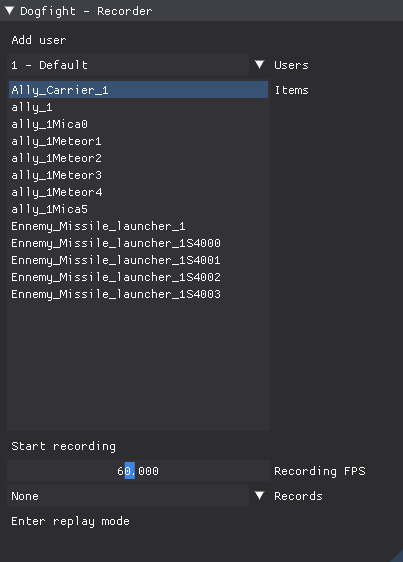 Dogfight - Recorder
Add user
1 - Default Users
Ally_Carrier_1 Items
ally_1
ally_1Mica0
ally_1Meteor1
ally_1Meteor2
ally_1Meteor3
ally_1Meteor4
ally_1Mica5
Ennemy_Missile_launcher_1
Ennemy_Missile_launcher_1S4000
Ennemy_Missile_launcher_1S4001
Ennemy_Missile_launcher_1S4002
Ennemy_Missile_launcher_1S4003
Start recording
60.000 Recording FPS
None Records
Enter replay mode